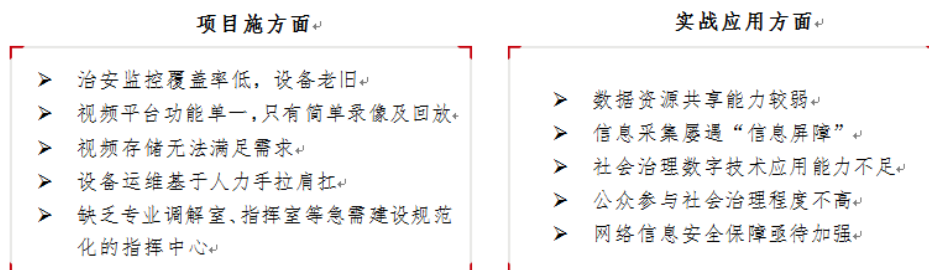 项目施方面
治安监控覆盖率低，设备老旧
视频平台功能单一,只有简单录像及回放
视频存储无法满足需求
设备运维基于人力手拉肩扛
缺乏专业调解室、指挥室等急需建设规范
化的指挥中心
实战应用方面
数据资源共享能力较弱
信息采集屡遇“信息屏障”
社会治理数字技术应用能力不足
公众参与社会治理程度不高
网络信息安全保障亟待加强